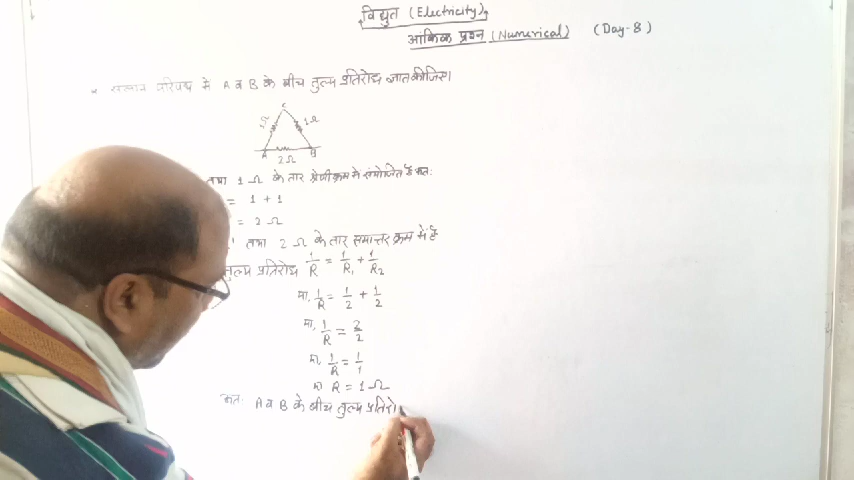 विद्युत (Electricity)
आंकिक प्रश्न (Numerical) (Day-8)
परिपथ में A व B के बीच तुल्य प्रतिरोध ज्ञात कीजिए।
C
1Ω
A B
2Ω
तथा 1 Ω के तार श्रेणीक्रम में संयोजित हैं अतः
= 1 + 1
= 2 Ω
तथा 2 Ω के तार समान्तर क्रम में हैं
तुल्य प्रतिरोध 1/R = 1/R₁ + 1/R₂
या, 1/R = 1/2 + 1/2
या, 1/R = 2/2
या, 1/R = 1/1
या R = 1 Ω
अतः A व B के बीच तुल्य प्रतिरो